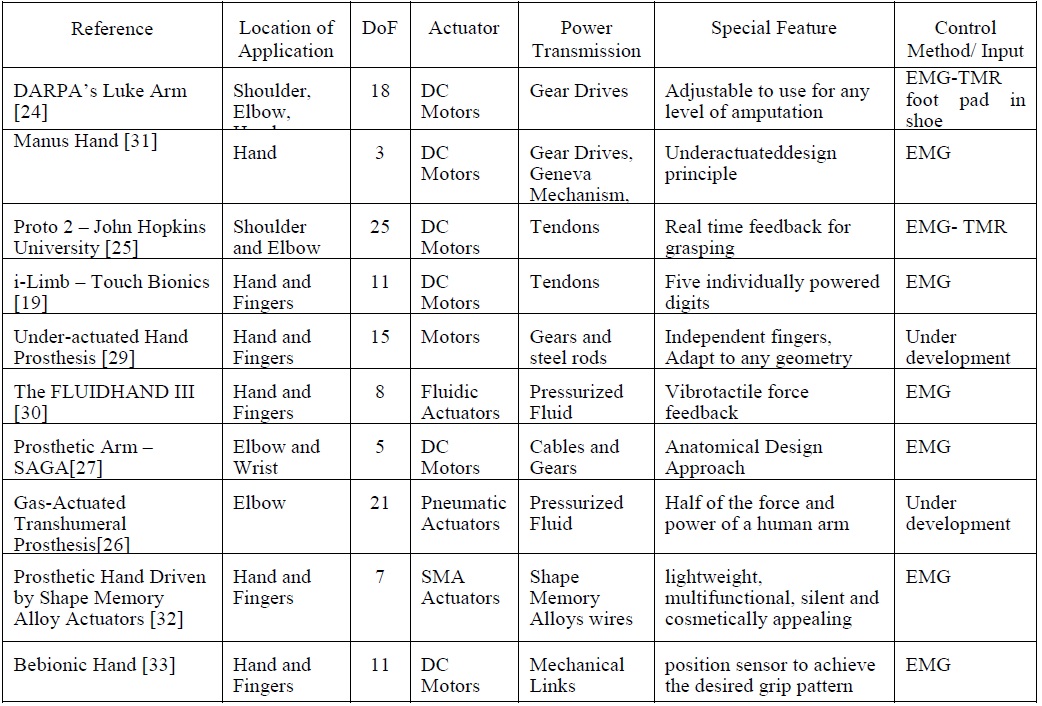 Reference
Location of
Application
DoF
Actuator
Power
Transmission
Special Feature
Control
Method/ Input
DARPA's Luke Arm
[24]
Shoulder,
Elbow,
18
DC
Motors
Gear Drives
Adjustable to use for any
level of amputation
EMG-TMR
foot pad in
shoe
Manus Hand [31]
Hand
3
DC
Motors
Gear Drives,
Geneva
Mechanism,
Underactuateddesign
principle
EMG
Proto 2 – John Hopkins
University [25]
Shoulder
and Elbow
25
DC
Motors
Tendons
Real time feedback for
grasping
EMG- TMR
i-Limb – Touch Bionics
[19]
Hand and
Fingers
11
DC
Motors
Tendons
Five individually powered
digits
EMG
Under-actuated Hand
Prosthesis [29]
Hand and
Fingers
15
Motors
Gears and
steel rods
Independent fingers,
Adapt to any geometry
Under
development
The FLUIDHAND III
[30]
Hand and
Fingers
8
Fluidic
Actuators
Pressurized
Fluid
Vibrotactile force
feedback
EMG
Prosthetic Arm –
SAGA[27]
Elbow and
Wrist
5
DC
Motors
Cables and
Gears
Anatomical Design
Approach
EMG
Gas-Actuated
Transhumeral
Prosthesis[26]
Elbow
21
Pneumatic
Actuators
Pressurized
Fluid
Half of the force and
power of a human arm
Under
development
Prosthetic Hand Driven
by Shape Memory
Alloy Actuators [32]
Hand and
Fingers
7
SMA
Actuators
Shape
Memory
Alloys wires
lightweight,
multifunctional, silent and
cosmetically appealing
EMG
Bebionic Hand [33]
Hand and
Fingers
11
DC
Motors
Mechanical
Links
position sensor to achieve
the desired grip pattern
EMG